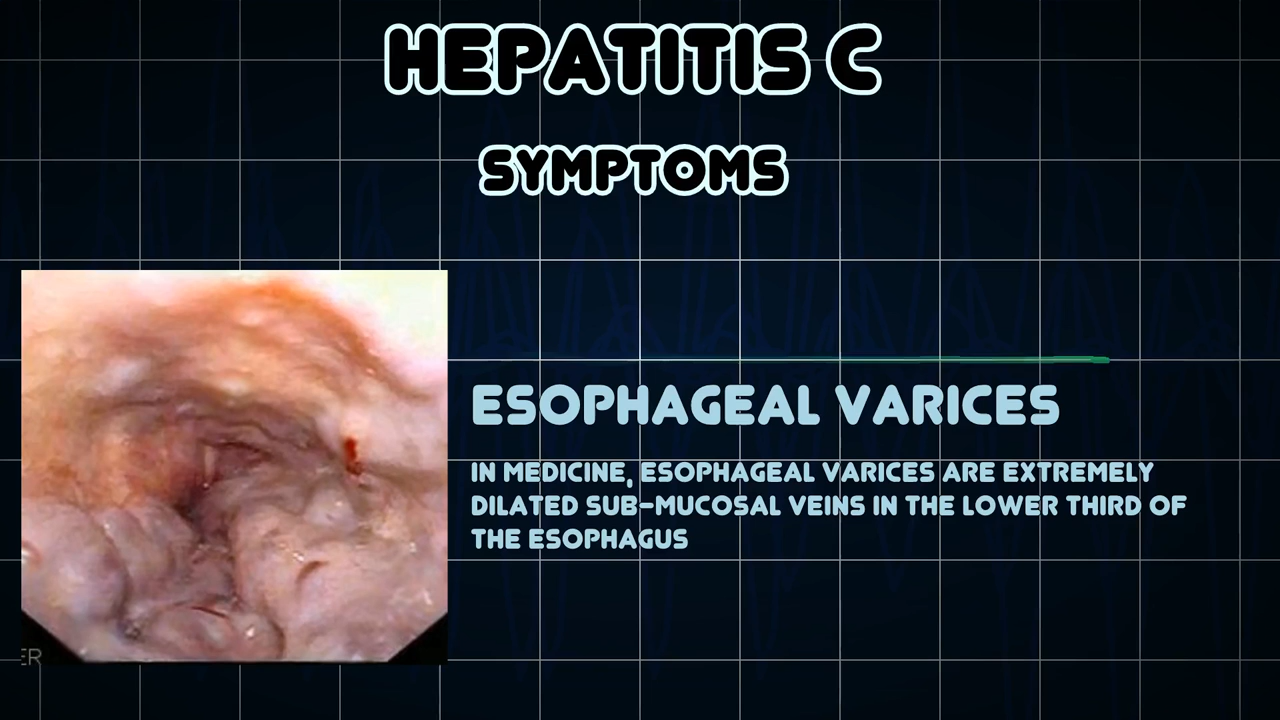 HEPATITIS C
SYMPTOMS
ESOPHAGEAL VARICES
IN MEDICINE, ESOPHAGEAL VARICES ARE EXTREMELY
DILATED SUB-MUCOSAL VEINS IN THE LOWER THIRD OF
THE ESOPHAGUS
ER